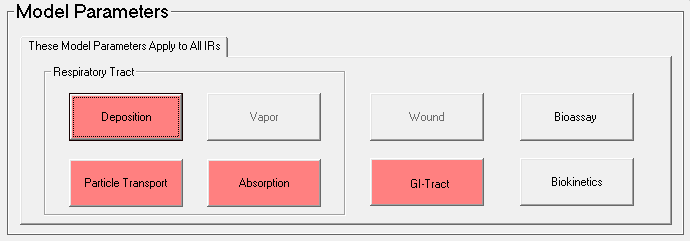 Model Parameters
These Model Parameters Apply to All IRs
Respiratory Tract
Deposition
Vapor
Wound
Bioassay
Particle Transport
Absorption
GI-Tract
Biokinetics